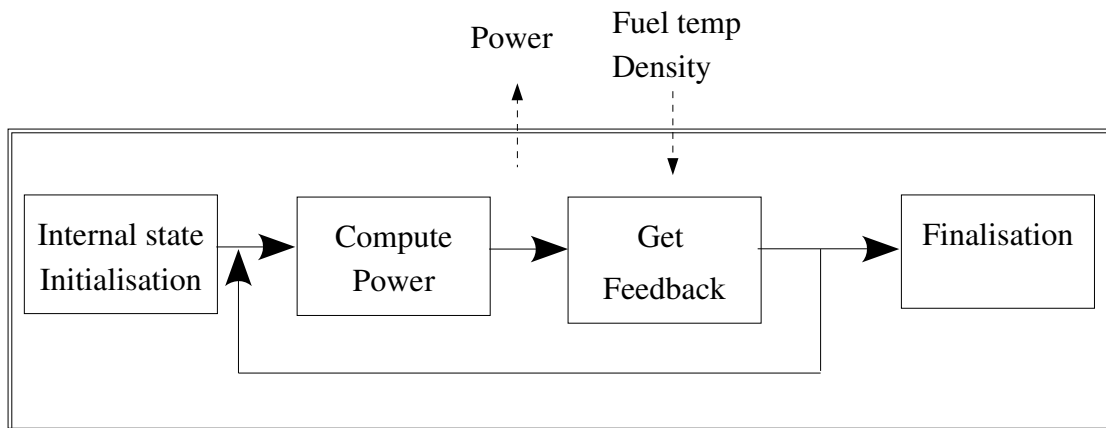 Power
Fuel temp
Density
Internal state
Initialisation
Compute
Power
Get
Feedback
Finalisation